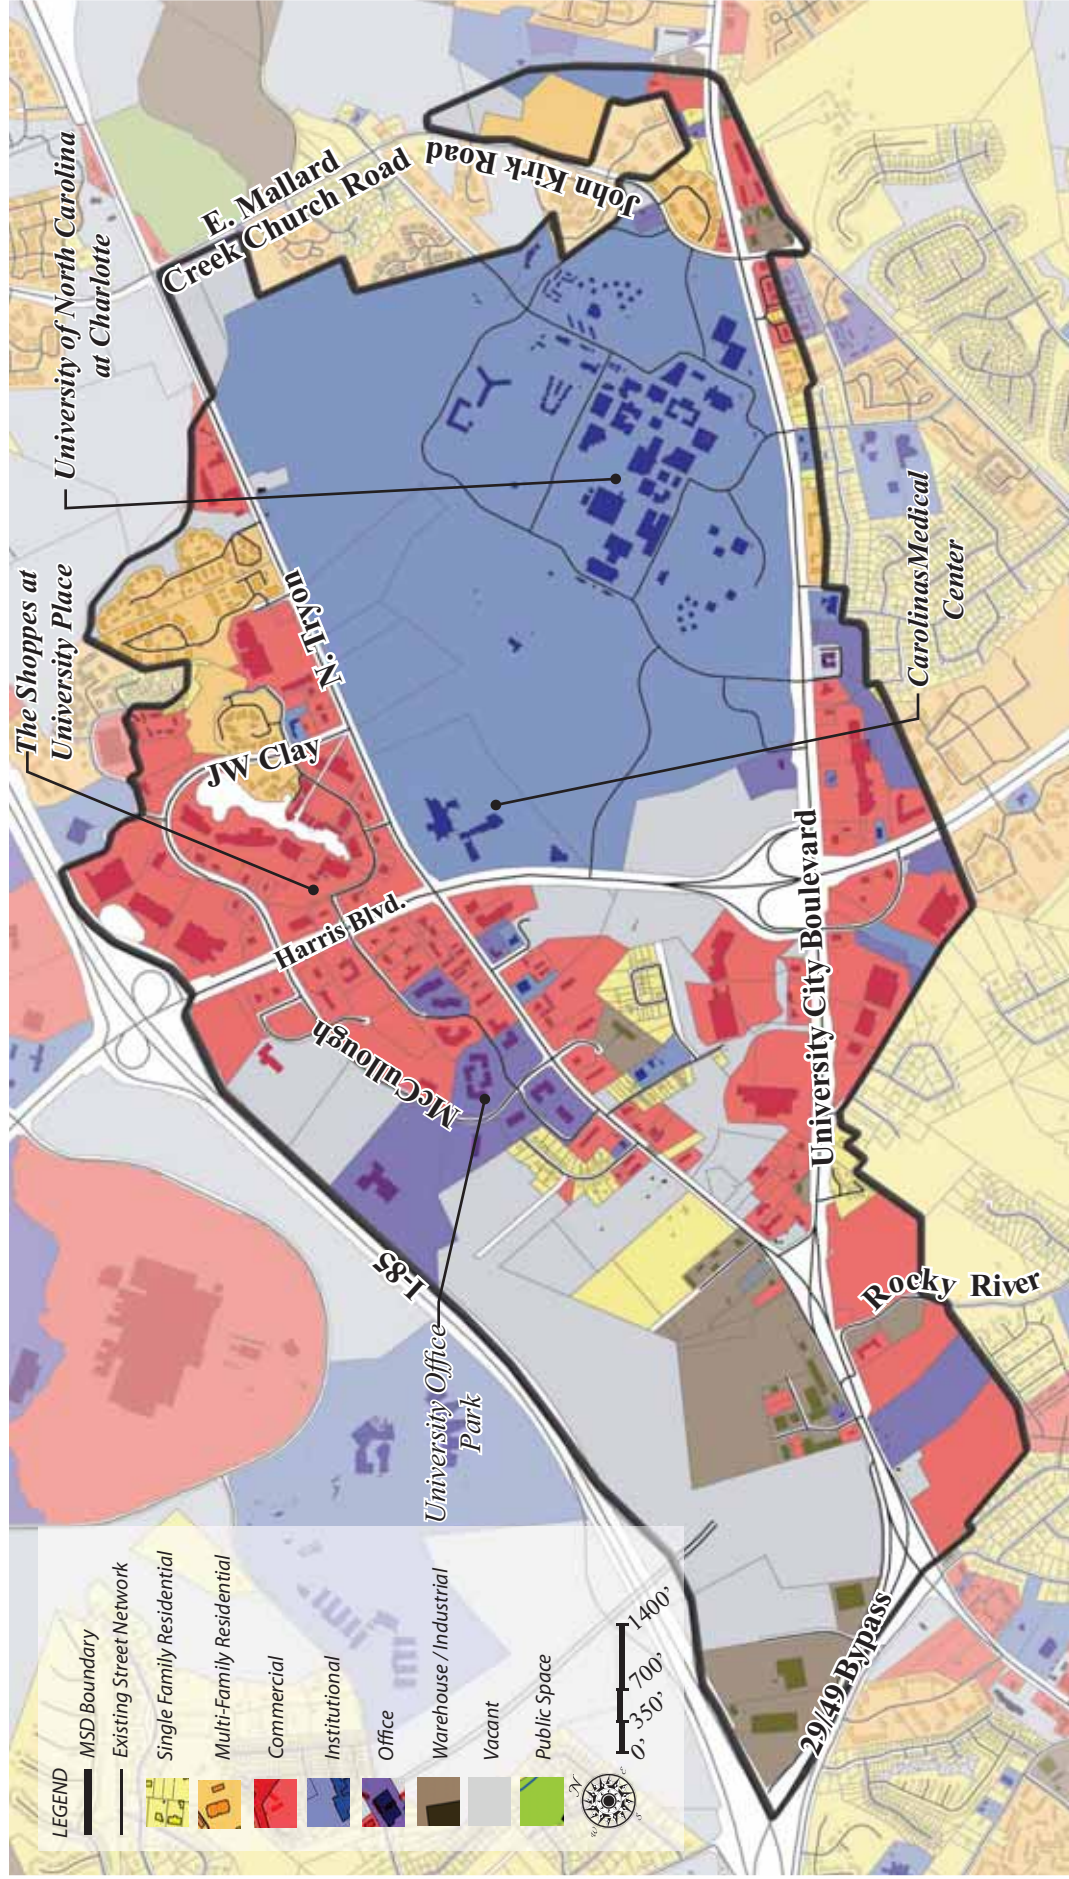 University of North Carolina
at Charlotte
E. Mallard
Creek Church Road
John Kirk Road
The Shoppes at
University Place
N. Tryon
JW Clay
CarolinasMedical
Center
Harris Blvd.
University City Boulevard
McCullough
I-85
University Office
Park
Rocky River
29/49 Bypass
LEGEND
MSD Boundary
Existing Street Network
Single Family Residential
Multi-Family Residential
Commercial
Institutional
Office
Warehouse / Industrial
Vacant
Public Space
0' 350' 700' 1400'
N
E
S
W